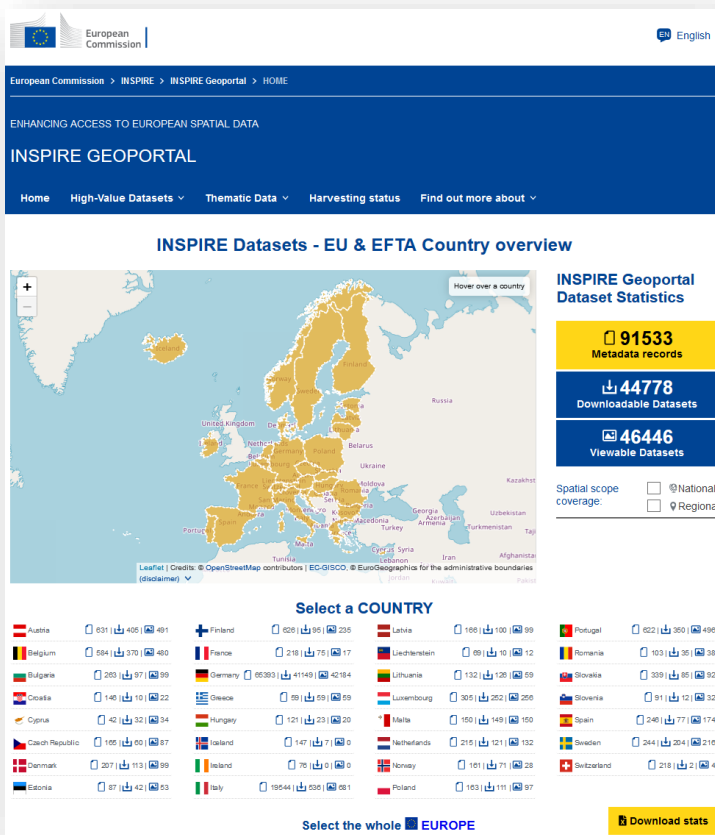 European
Commission
EN English
European Commission > INSPIRE > INSPIRE Geoportal > HOME
ENHANCING ACCESS TO EUROPEAN SPATIAL DATA
INSPIRE GEOPORTAL
Home High-Value Datasets Thematic Data Harvesting status Find out more about
INSPIRE Datasets - EU & EFTA Country overview
+
−
Hover over a country
Iceland
Finland
Norway
Sweden
Russia
United Kingdom
Lithuania
Belarus
Germany
Poland
Ukraine
France
Moldova
Romania
Kazakhst
Spain
Macedonia
Georgia
Azerbaijan
Armenia
Uzbekistan
Turkey
Turkmenistan
Taji
Malta
Tunisia
Cyprus Syria
Lebanon
Iran
Afghanistan
Jordan
Leaflet | Credits: © OpenStreetMap contributors | EC-GISCO, © EuroGeographics for the administrative boundaries
(disclaimer)
INSPIRE Geoportal
Dataset Statistics
91533
Metadata records
44778
Downloadable Datasets
46446
Viewable Datasets
Spatial scope
coverage:
National
Regiona
Select a COUNTRY
Austria 631 | 405 | 491
Finland 626 | 95 | 235
Latvia 166 | 100 | 99
Portugal 622 | 350 | 496
Belgium 584 | 370 | 480
France 218 | 75 | 17
Liechtenstein 69 | 10 | 12
Romania 103 | 35 | 38
Bulgaria 263 | 97 | 99
Germany 65393 | 41149 | 42184
Lithuania 132 | 126 | 59
Slovakia 339 | 85 | 92
Croatia 146 | 10 | 22
Greece 59 | 59 | 59
Luxembourg 305 | 252 | 256
Slovenia 91 | 12 | 32
Cyprus 42 | 32 | 34
Hungary 121 | 23 | 20
Malta 150 | 149 | 150
Spain 246 | 77 | 174
Czech Republic 165 | 60 | 87
Iceland 147 | 7 | 0
Netherlands 215 | 121 | 132
Sweden 244 | 204 | 216
Denmark 207 | 113 | 99
Ireland 76 | 0 | 0
Norway 161 | 71 | 28
Switzerland 218 | 2 | 4
Estonia 87 | 42 | 53
Italy 19644 | 536 | 681
Poland 163 | 111 | 97
Select the whole EUROPE
Download stats